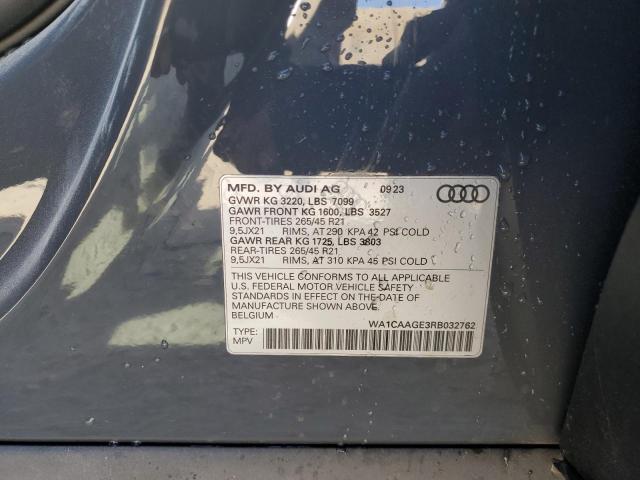 MFD. BY AUDI AG 09 23
GVWR KG 3220, LBS 7099
GAWR FRONT KG 1600, LBS 3527
FRONT-TIRES 265/45 R21
9,5JX21 RIMS, AT 290 KPA 42 PSI COLD
GAWR REAR KG 1725, LBS 3803
REAR-TIRES 265/45 R21
9,5JX21 RIMS, AT 310 KPA 45 PSI COLD
THIS VEHICLE CONFORMS TO ALL APPLICABLE
U.S. FEDERAL MOTOR VEHICLE SAFETY
STANDARDS IN EFFECT ON THE DATE OF
MANUFACTURE SHOWN ABOVE.
BELGIUM WA1CAAGE3RB032762
TYPE:
MPV